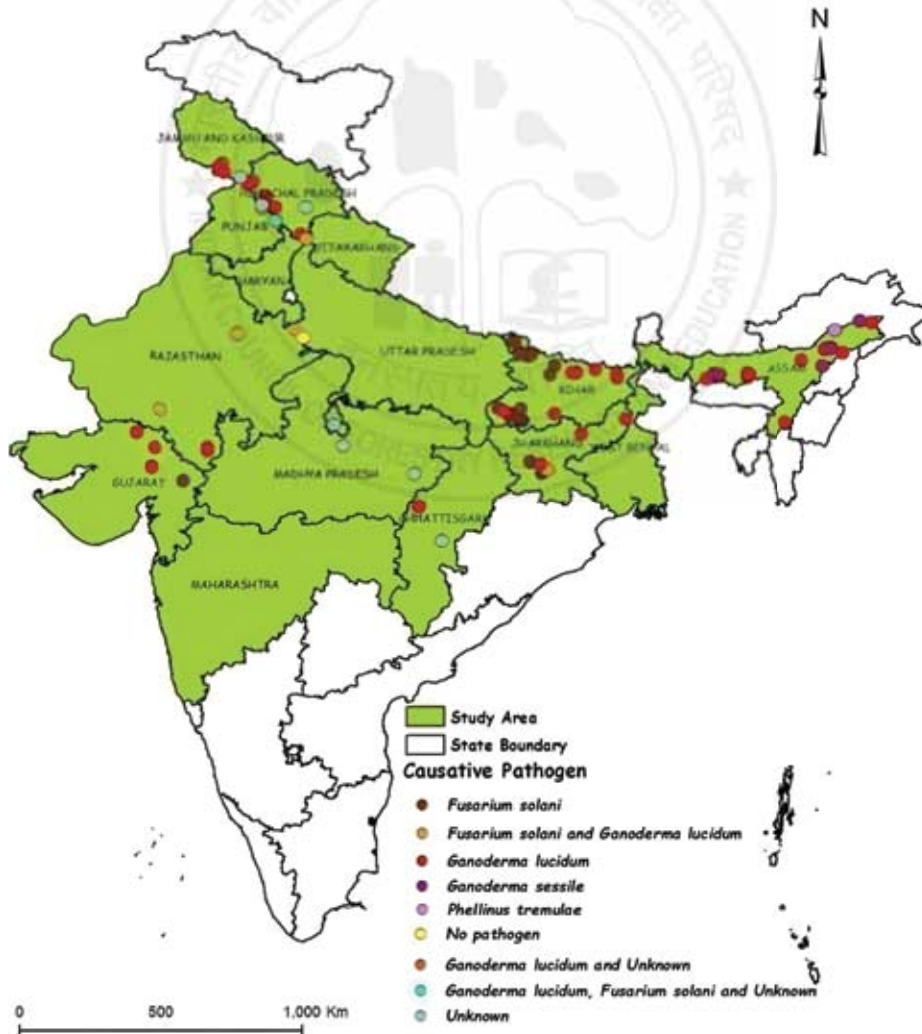 N
JAMMU AND KASHMIR
HIMACHAL PRADESH
PUNJAB
UTTARAKHAND
HARYANA
RAJASTHAN
UTTAR PRADESH
BIHAR
ASSAM
JHARKHAND
WEST BENGAL
GUJARAT
MADHYA PRADESH
CHHATTISGARH
MAHARASHTRA
Study Area
State Boundary
Causative Pathogen
Fusarium solani
Fusarium solani and Ganoderma lucidum
Ganoderma lucidum
Ganoderma sessile
Phellinus tremulae
No pathogen
Ganoderma lucidum and Unknown
Ganoderma lucidum, Fusarium solani and Unknown
Unknown
0 500 1,000 Km